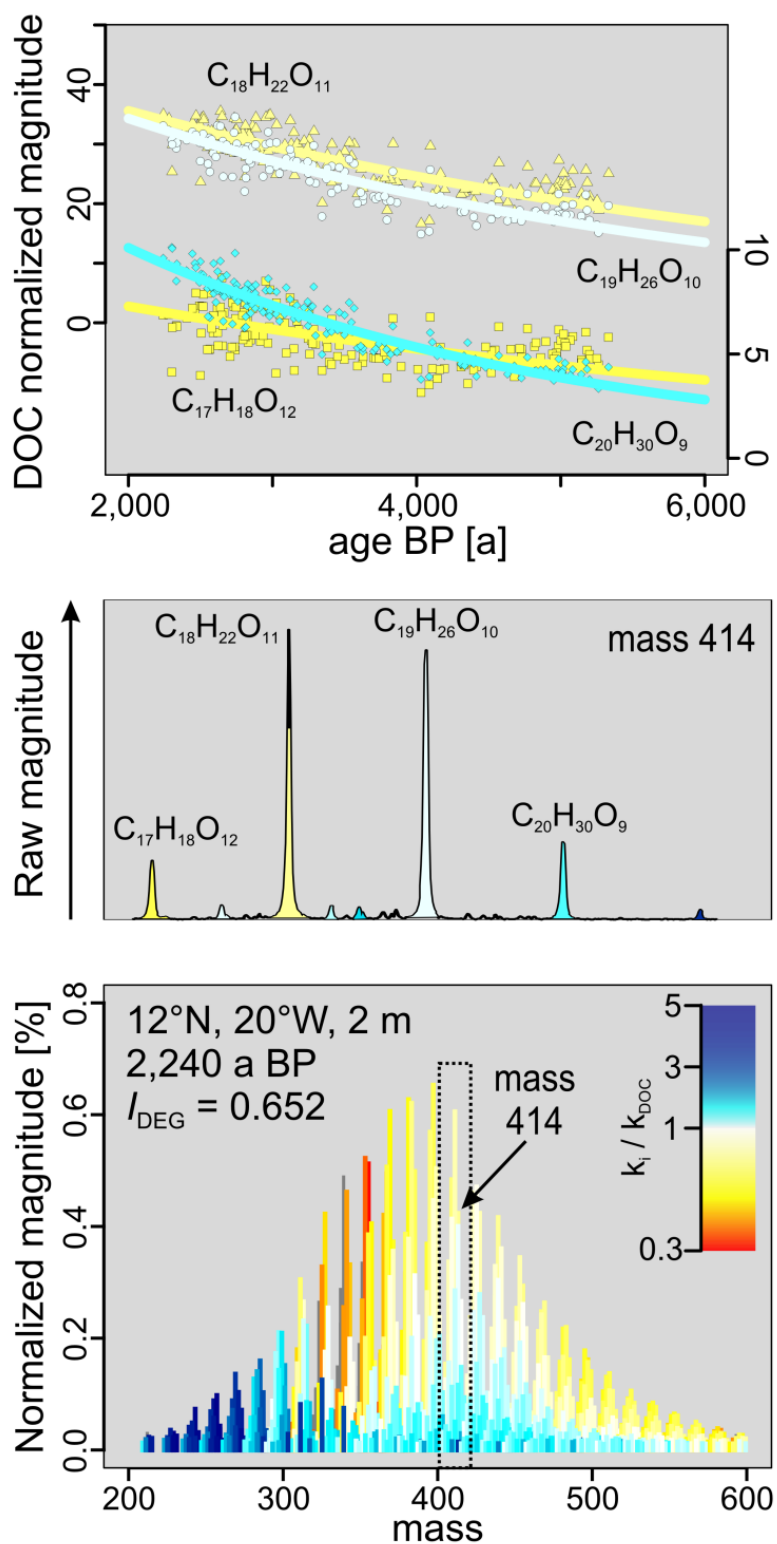 DOC normalized magnitude
40
20
0
C₁₈H₂₂O₁₁
C₁₉H₂₆O₁₀
C₁₇H₁₈O₁₂
C₂₀H₃₀O₉
10
5
0
2,000 4,000 6,000
age BP [a]
Raw magnitude
C₁₈H₂₂O₁₁
C₁₉H₂₆O₁₀
mass 414
C₁₇H₁₈O₁₂
C₂₀H₃₀O₉
Normalized magnitude [%]
0.8
0.6
0.4
0.2
0.0
12°N, 20°W, 2 m
2,240 a BP
I_DEG = 0.652
mass
414
kᵢ / k_DOC
5
3
1
0.3
200 300 400 500 600
mass